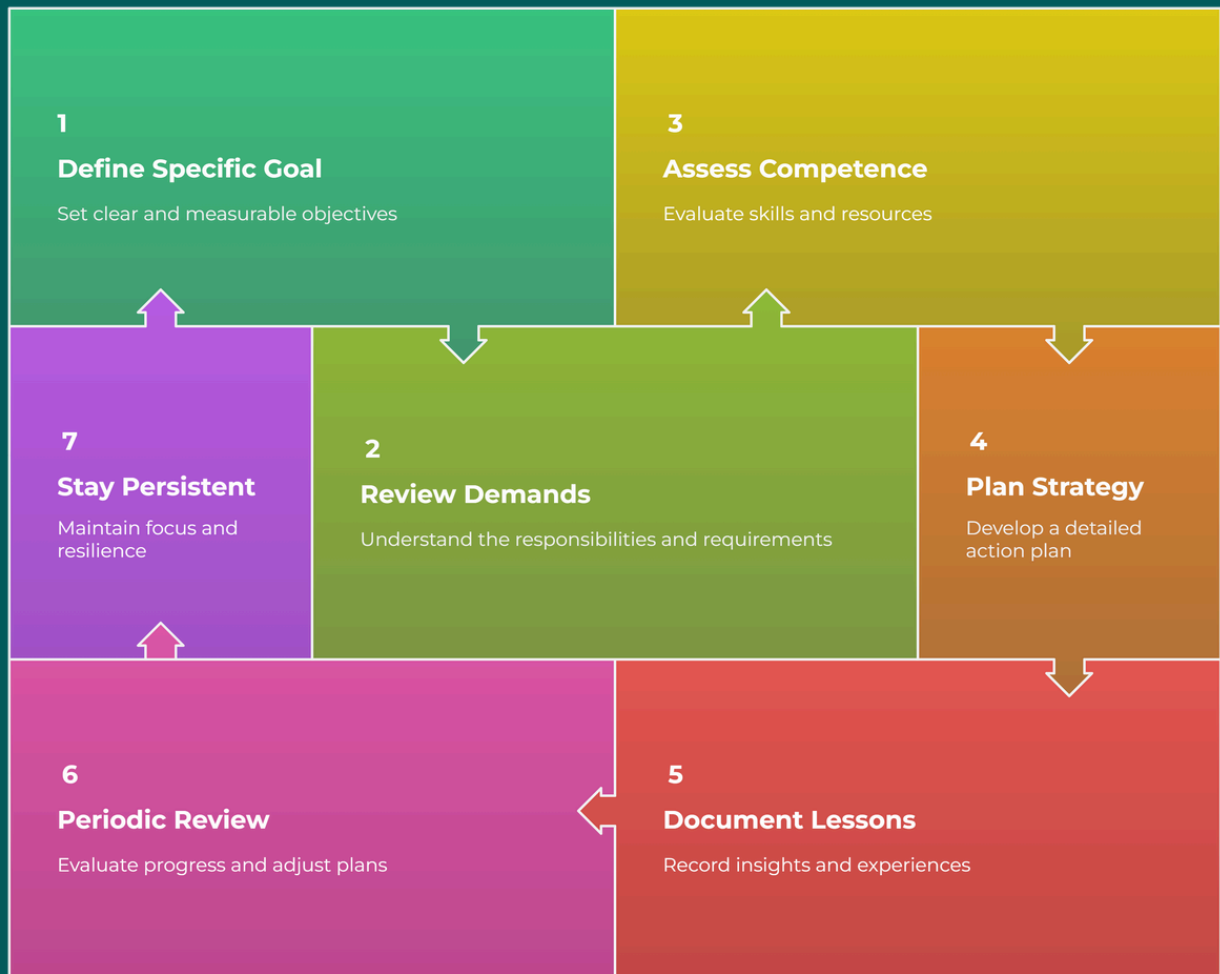 1
Define Specific Goal
Set clear and measurable objectives
2
Review Demands
Understand the responsibilities and requirements
3
Assess Competence
Evaluate skills and resources
4
Plan Strategy
Develop a detailed
action plan
5
Document Lessons
Record insights and experiences
6
Periodic Review
Evaluate progress and adjust plans
7
Stay Persistent
Maintain focus and
resilience